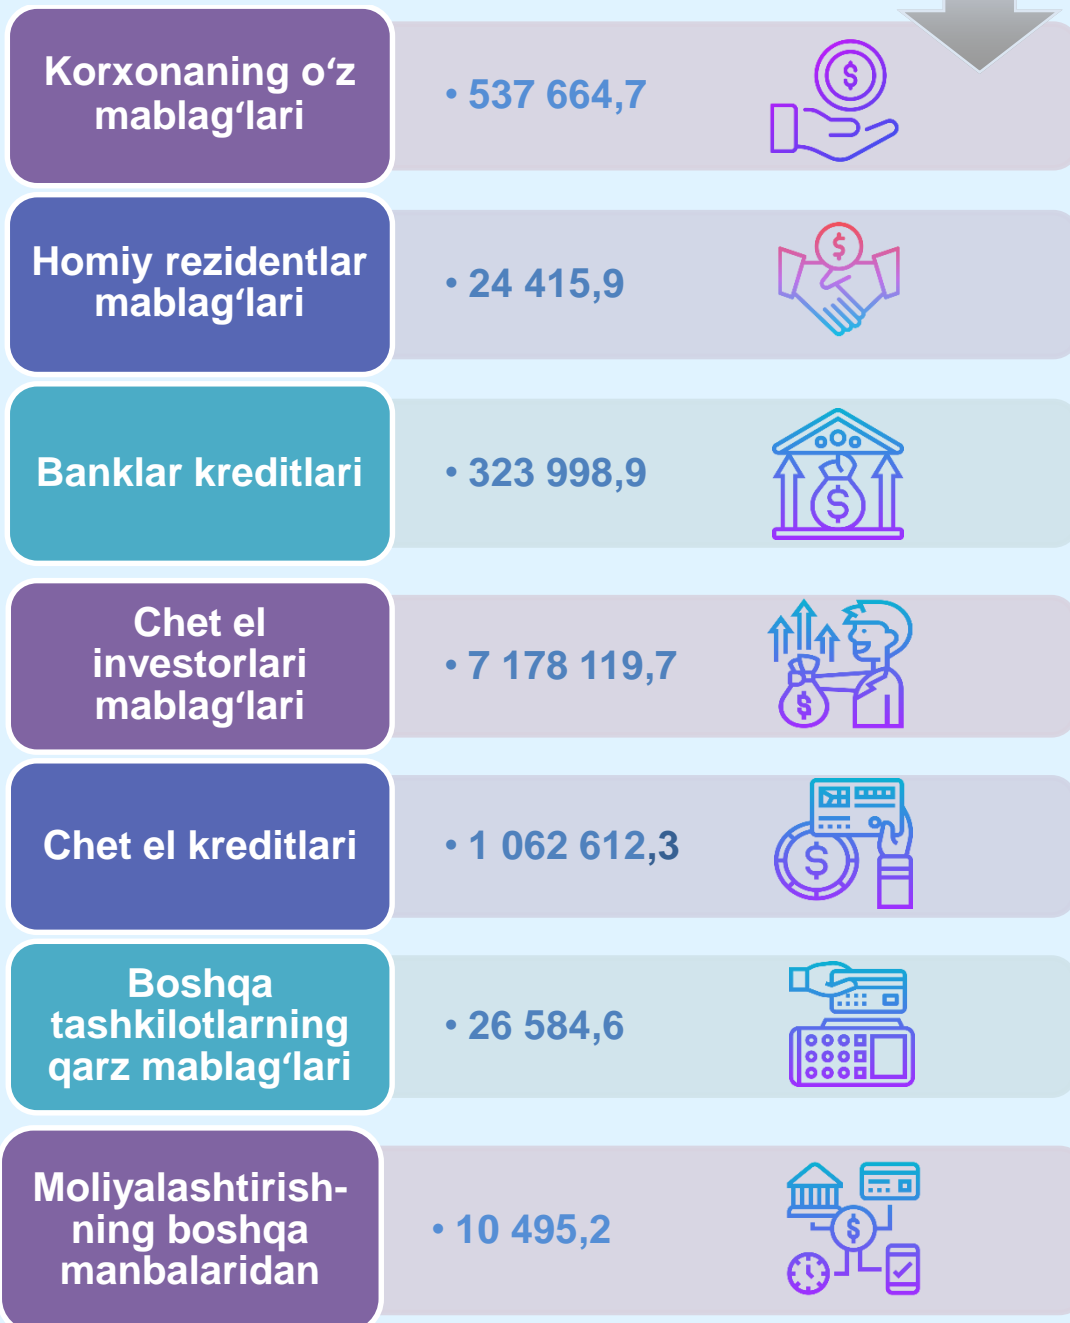 Korxonaning o‘z
mablag‘lari
• 537 664,7
Homiy rezidentlar
mablag‘lari
• 24 415,9
Banklar kreditlari
• 323 998,9
Chet el
investorlari
mablag‘lari
• 7 178 119,7
Chet el kreditlari
• 1 062 612,3
Boshqa
tashkilotlarning
qarz mablag‘lari
• 26 584,6
Moliyalashtirish-
ning boshqa
manbalaridan
• 10 495,2